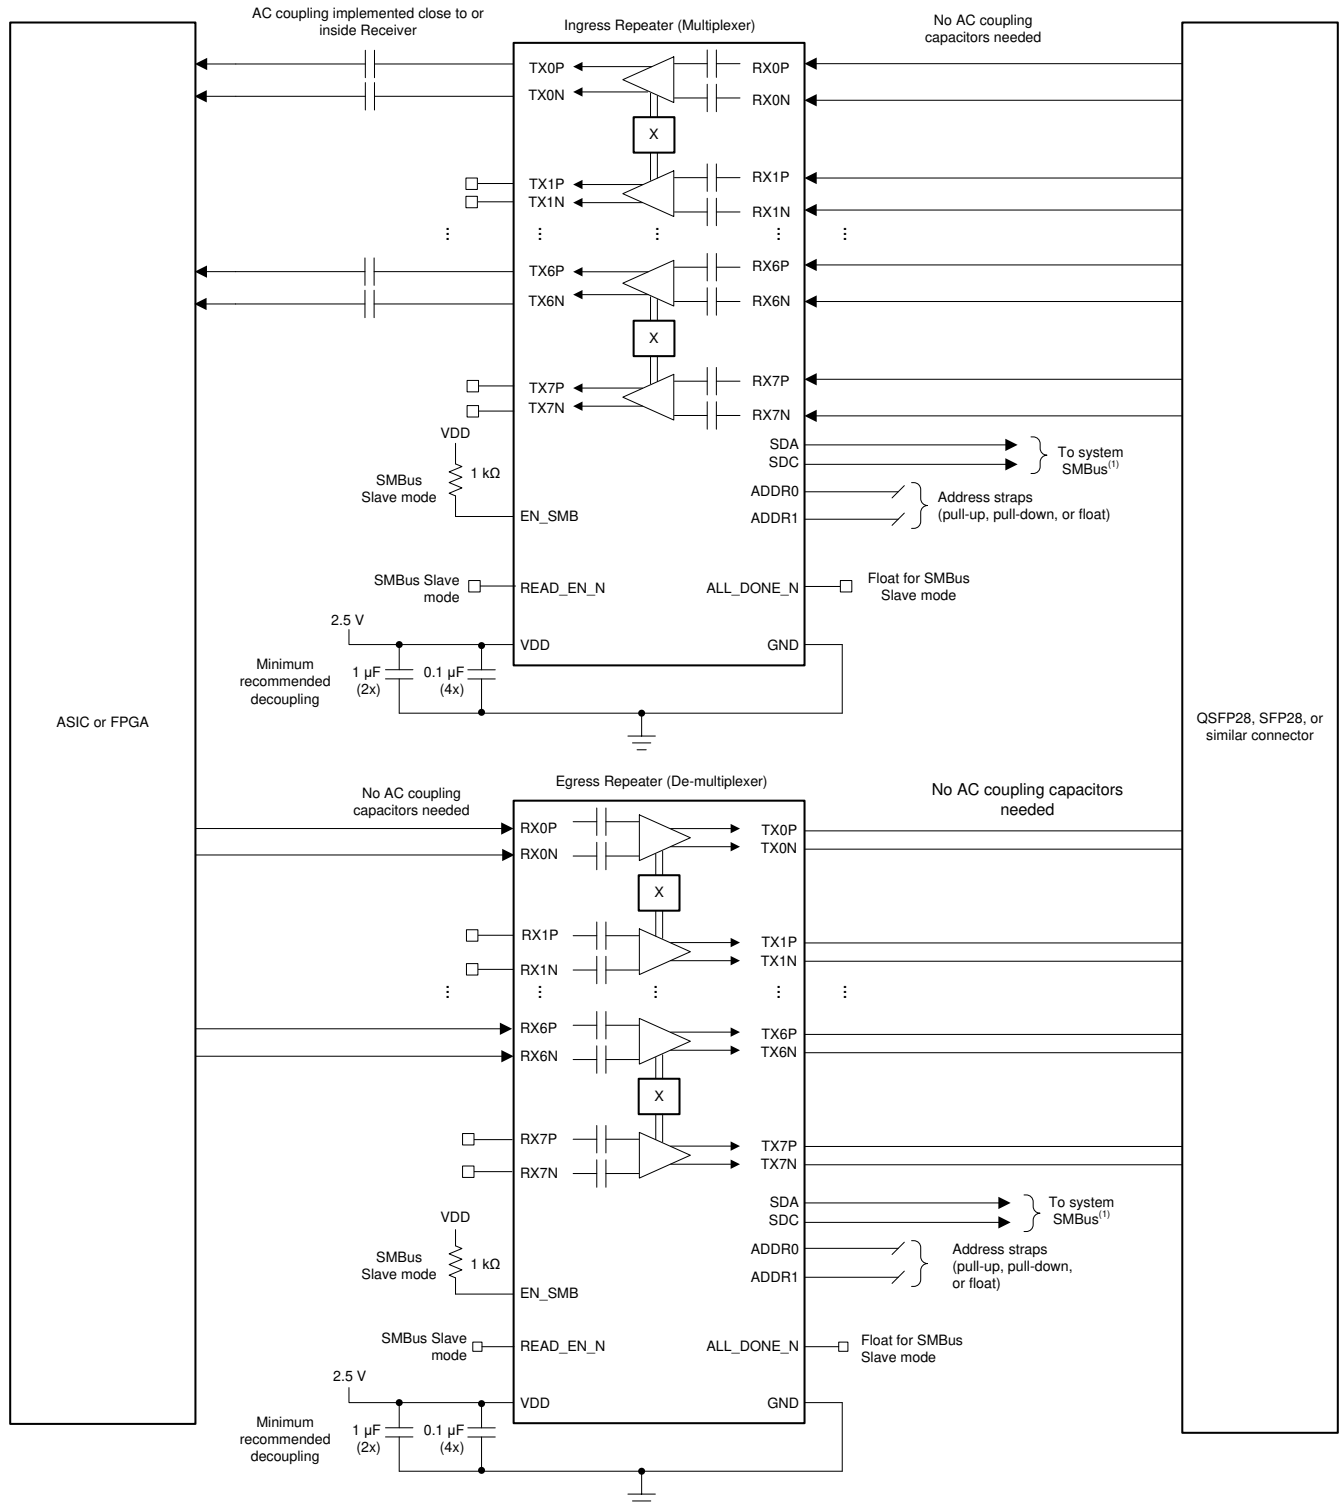 AC coupling implemented close to or
inside Receiver
Ingress Repeater (Multiplexer)
No AC coupling
capacitors needed
TX0P
RX0P
TX0N
RX0N
X
TX1P
RX1P
TX1N
RX1N
TX6P
RX6P
TX6N
RX6N
X
TX7P
RX7P
TX7N
RX7N
VDD
1 kΩ
SMBus
Slave mode
EN_SMB
SDA
SDC
To system
SMBus(1)
ADDR0
ADDR1
Address straps
(pull-up, pull-down, or float)
SMBus Slave
mode
READ_EN_N
ALL_DONE_N
Float for SMBus
Slave mode
2.5 V
VDD
GND
Minimum
recommended
decoupling
1 µF
(2x)
0.1 µF
(4x)
ASIC or FPGA
QSFP28, SFP28, or
similar connector
Egress Repeater (De-multiplexer)
No AC coupling
capacitors needed
No AC coupling capacitors
needed
RX0P
TX0P
RX0N
TX0N
X
RX1P
TX1P
RX1N
TX1N
RX6P
TX6P
RX6N
TX6N
X
RX7P
TX7P
RX7N
TX7N
VDD
1 kΩ
SMBus
Slave mode
EN_SMB
SDA
SDC
To system
SMBus(1)
ADDR0
ADDR1
Address straps
(pull-up, pull-down,
or float)
SMBus Slave
mode
READ_EN_N
ALL_DONE_N
Float for SMBus
Slave mode
2.5 V
VDD
GND
Minimum
recommended
decoupling
1 µF
(2x)
0.1 µF
(4x)